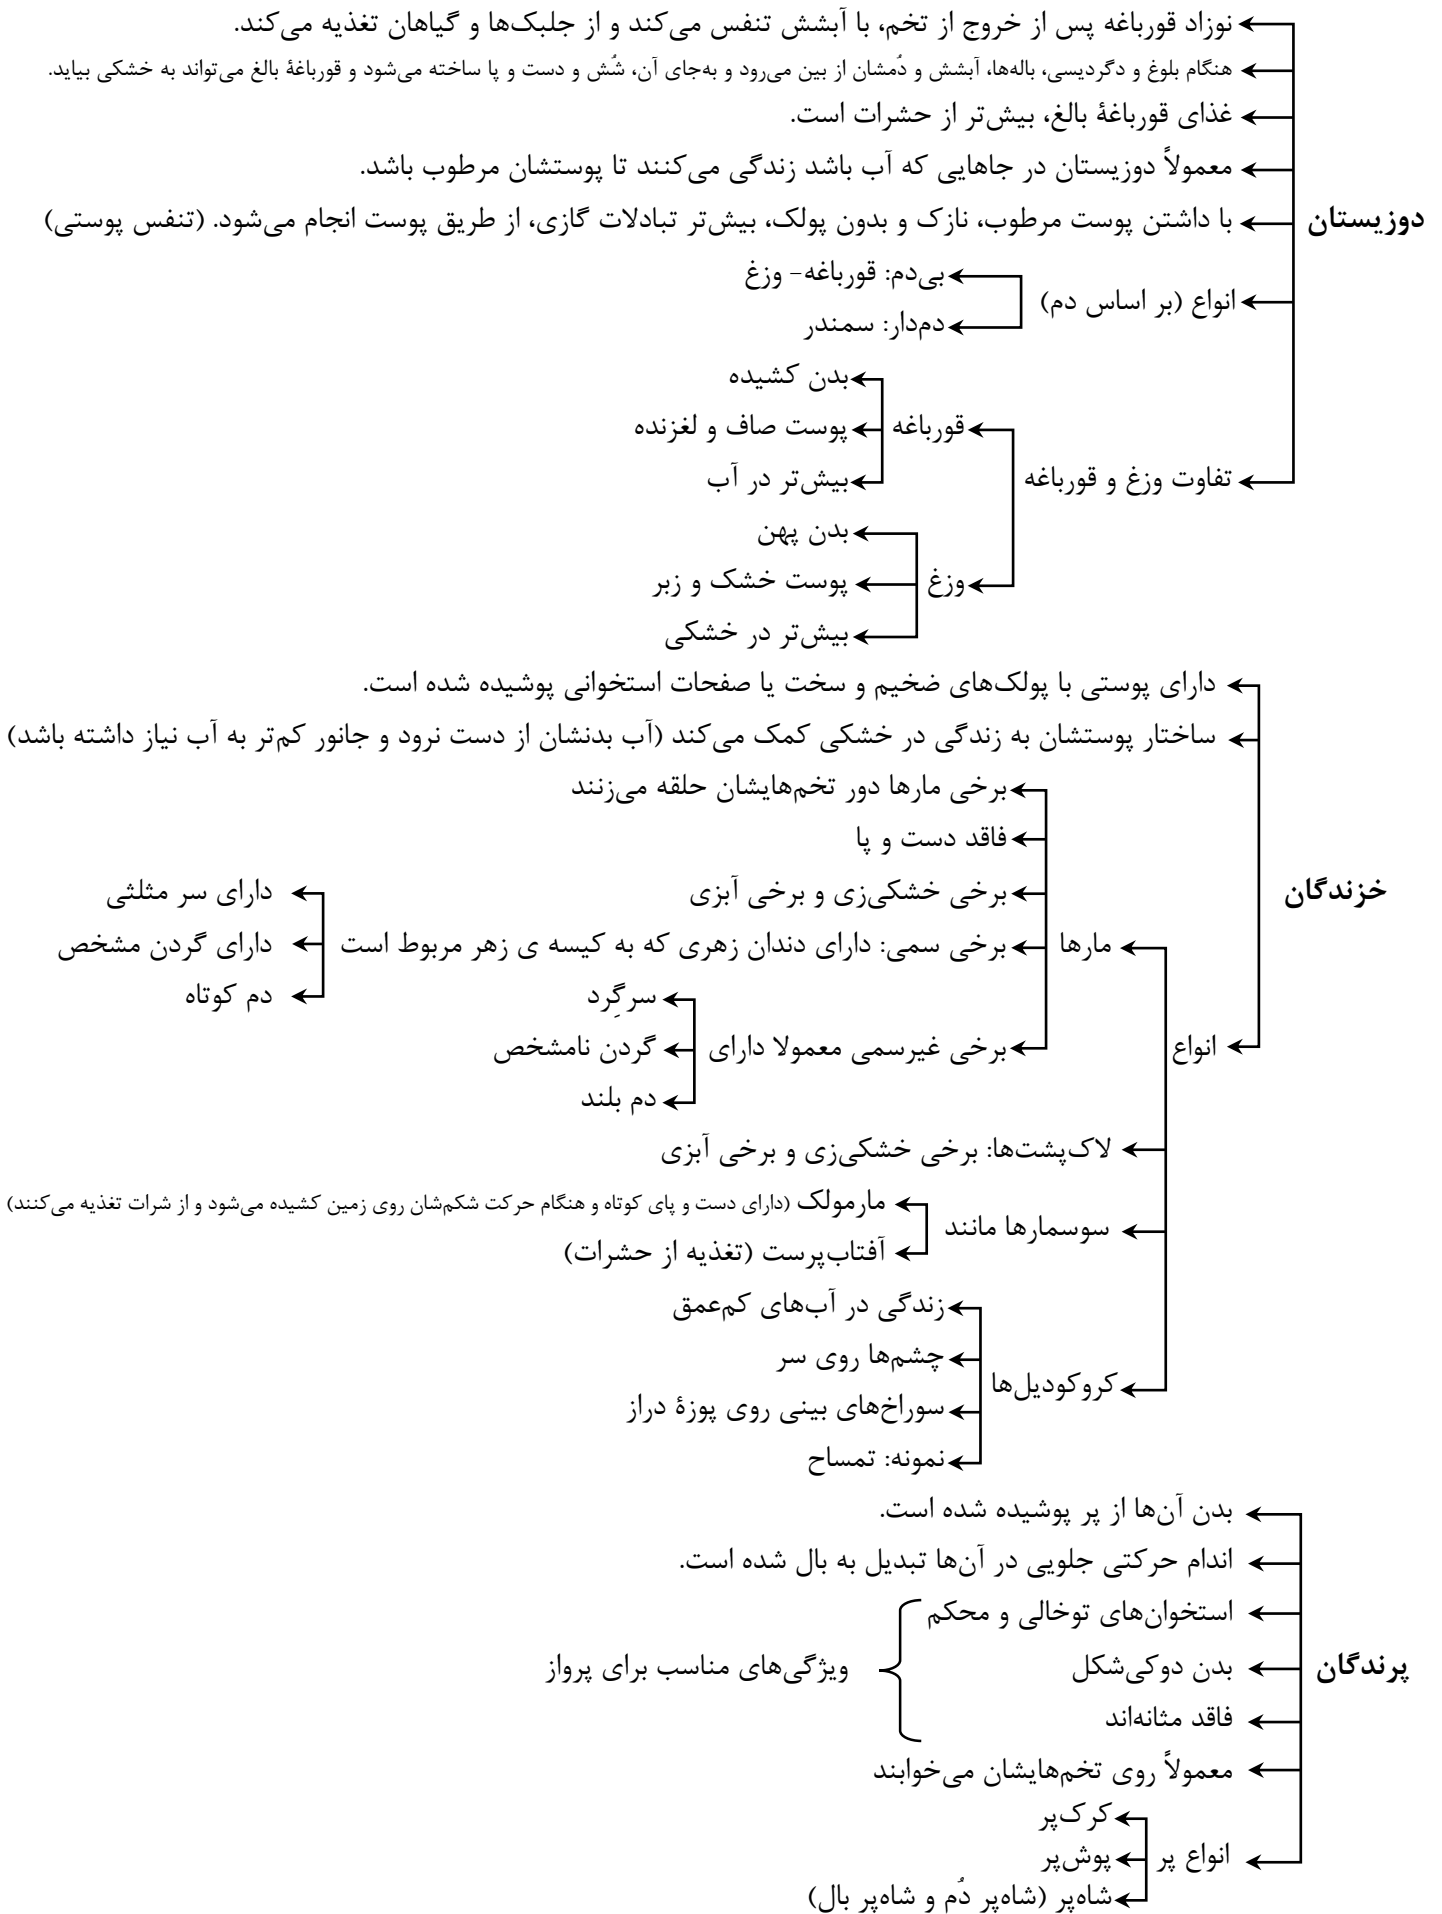 نوزاد قورباغه پس از خروج از تخم، با آبشش تنفس می‌کند و از جلبک‌ها و گیاهان تغذیه می‌کند.
هنگام بلوغ و دگردیسی، باله‌ها، آبشش و دُمشان از بین می‌رود و به‌جای آن، شُش و دست و پا ساخته می‌شود و قورباغهٔ بالغ می‌تواند به خشکی بیاید.
غذای قورباغهٔ بالغ، بیش‌تر از حشرات است.
معمولاً دوزیستان در جاهایی که آب باشد زندگی می‌کنند تا پوستشان مرطوب باشد.
دوزیستان با داشتن پوست مرطوب، نازک و بدون پولک، بیش‌تر تبادلات گازی، از طریق پوست انجام می‌شود. (تنفس پوستی)
انواع (بر اساس دم)
بی‌دم: قورباغه- وزغ
دم‌دار: سمندر
تفاوت وزغ و قورباغه
قورباغه
بدن کشیده
پوست صاف و لغزنده
بیش‌تر در آب
وزغ
بدن پهن
پوست خشک و زبر
بیش‌تر در خشکی
خزندگان
دارای پوستی با پولک‌های ضخیم و سخت یا صفحات استخوانی پوشیده شده است.
ساختار پوستشان به زندگی در خشکی کمک می‌کند (آب بدنشان از دست نرود و جانور کم‌تر به آب نیاز داشته باشد)
انواع
مارها
برخی مارها دور تخم‌هایشان حلقه می‌زنند
فاقد دست و پا
برخی خشکی‌زی و برخی آبزی
برخی سمی: دارای دندان زهری که به کیسه ی زهر مربوط است
دارای سر مثلثی
دارای گردن مشخص
دم کوتاه
برخی غیرسمی معمولا دارای
سرگِرد
گردن نامشخص
دم بلند
لاک‌پشت‌ها: برخی خشکی‌زی و برخی آبزی
سوسمارها مانند
مارمولک (دارای دست و پای کوتاه و هنگام حرکت شکم‌شان روی زمین کشیده می‌شود و از شرات تغذیه می‌کنند)
آفتاب‌پرست (تغذیه از حشرات)
کروکودیل‌ها
زندگی در آب‌های کم‌عمق
چشم‌ها روی سر
سوراخ‌های بینی روی پوزهٔ دراز
نمونه: تمساح
پرندگان
بدن آن‌ها از پر پوشیده شده است.
اندام حرکتی جلویی در آن‌ها تبدیل به بال شده است.
استخوان‌های توخالی و محکم
بدن دوکی‌شکل
فاقد مثانه‌اند
ویژگی‌های مناسب برای پرواز
معمولاً روی تخم‌هایشان می‌خوابند
انواع پر
کرک‌پر
پوش‌پر
شاه‌پر (شاه‌پر دُم و شاه‌پر بال)